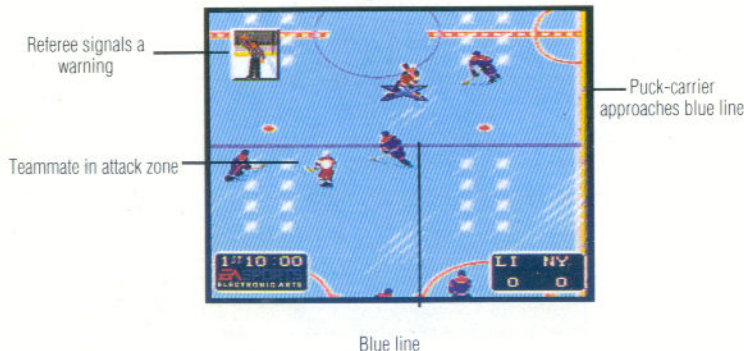 Referee signals a
warning
Puck-carrier
approaches blue line
Teammate in attack zone
1ST 10:00
EA SPORTS
ELECTRONIC ARTS
LI NY
0 0
Blue line